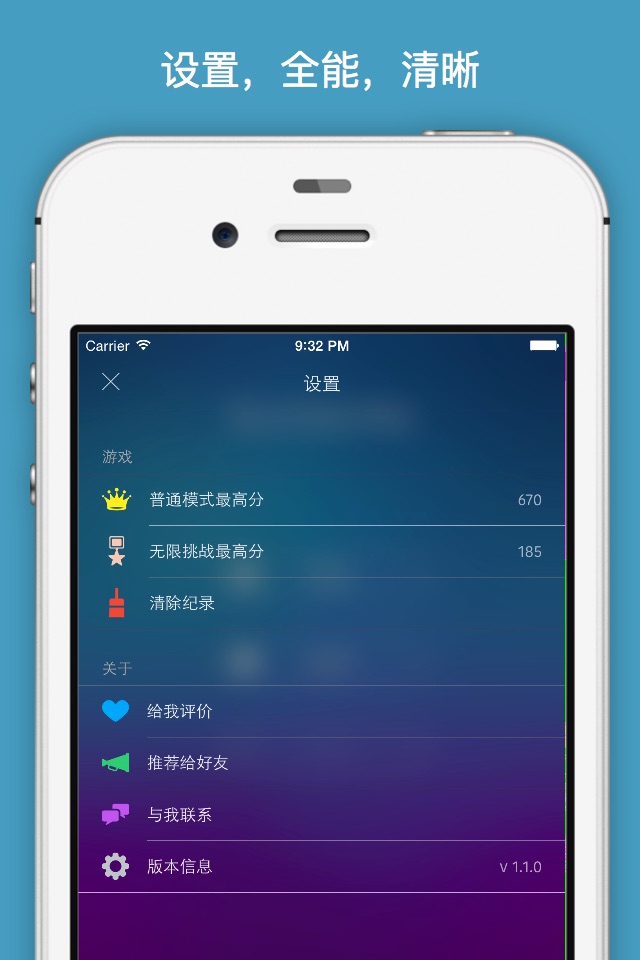 设置，全能，清晰
Carrier 9:32 PM
设置
游戏
普通模式最高分 670
无限挑战最高分 185
清除纪录
关于
给我评价
推荐给好友
与我联系
版本信息 v 1.1.0